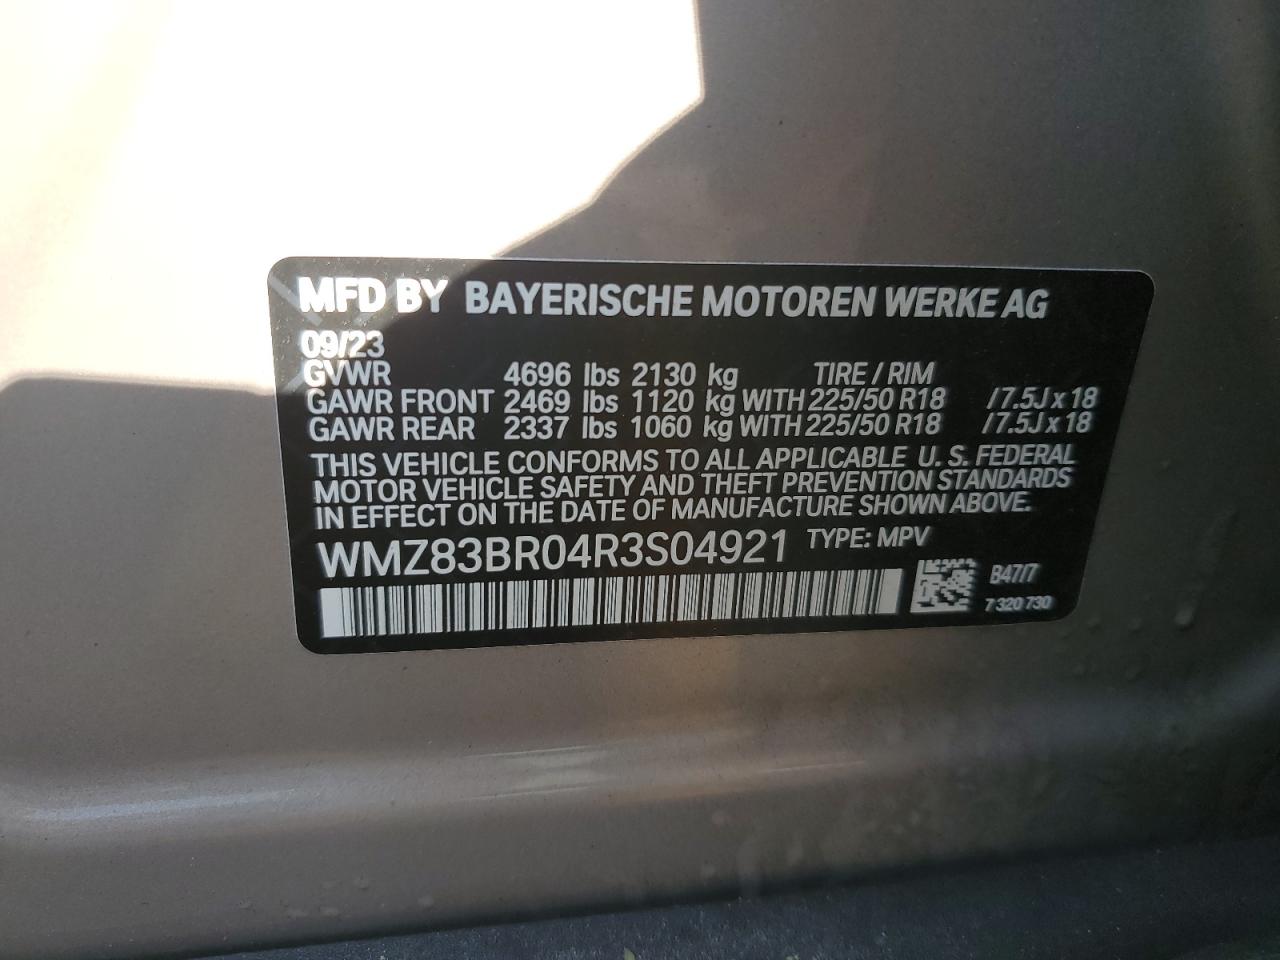 MFD BY BAYERISCHE MOTOREN WERKE AG
09/23
GVWR 4696 lbs 2130 kg TIRE / RIM
GAWR FRONT 2469 lbs 1120 kg WITH 225/50 R18 /7.5J x 18
GAWR REAR 2337 lbs 1060 kg WITH 225/50 R18 /7.5J x 18
THIS VEHICLE CONFORMS TO ALL APPLICABLE U. S. FEDERAL
MOTOR VEHICLE SAFETY AND THEFT PREVENTION STANDARDS
IN EFFECT ON THE DATE OF MANUFACTURE SHOWN ABOVE.
WMZ83BR04R3S04921 TYPE: MPV
B47/7
7 320 730